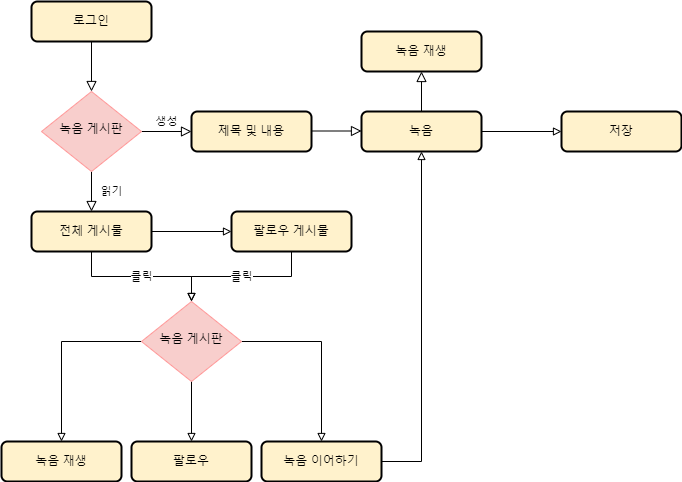 로그인
녹음 재생
녹음 게시판
생성
제목 및 내용
녹음
저장
읽기
전체 게시물
팔로우 게시물
클릭
클릭
녹음 게시판
녹음 재생
팔로우
녹음 이어하기